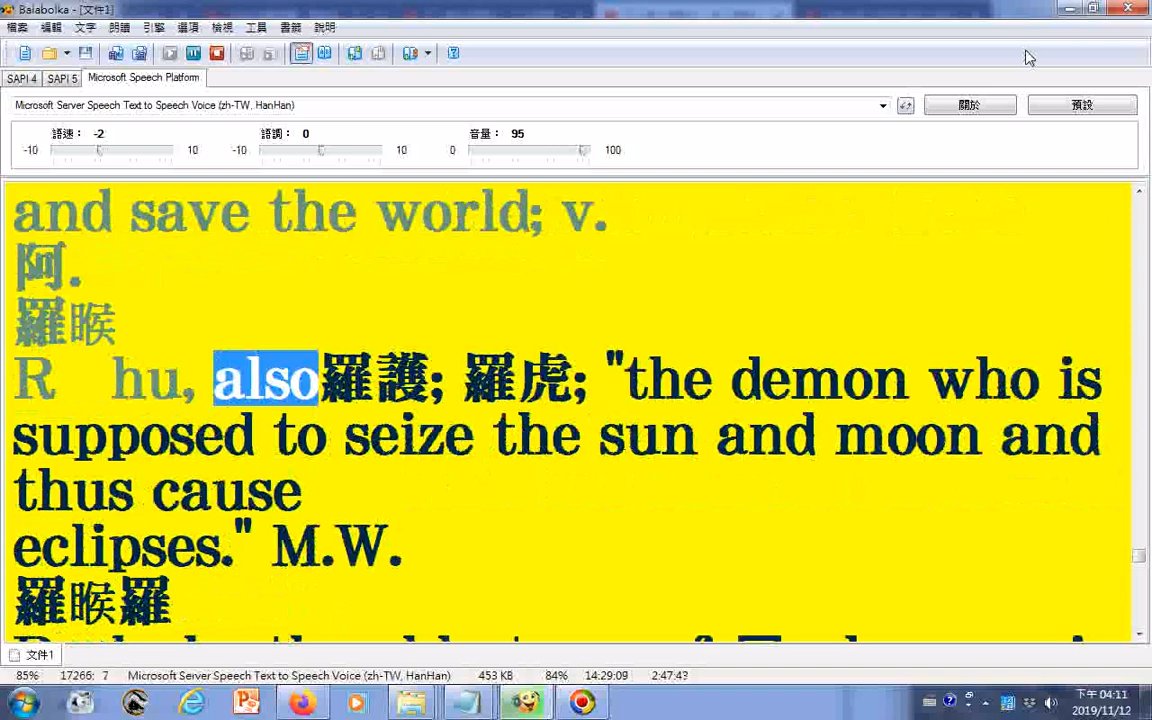 Balabolka - [文件1]
檔案 編輯 文字 朗讀 引擎 選項 檢視 工具 書籤 說明
SAPI 4 SAPI 5 Microsoft Speech Platform
Microsoft Server Speech Text to Speech Voice (zh-TW, HanHan) 關於 預設
語速: -2 語調: 0 音量: 95
-10 10 -10 10 0 100
and save the world; v.
阿.
羅睺
R hu, also羅護; 羅虎; "the demon who is
supposed to seize the sun and moon and
thus cause
eclipses." M.W.
羅睺羅
文件1
85% 17266: 7 Microsoft Server Speech Text to Speech Voice (zh-TW, HanHan) 453 KB 84% 14:29:09 2:47:43
下午 04:11
2019/11/12